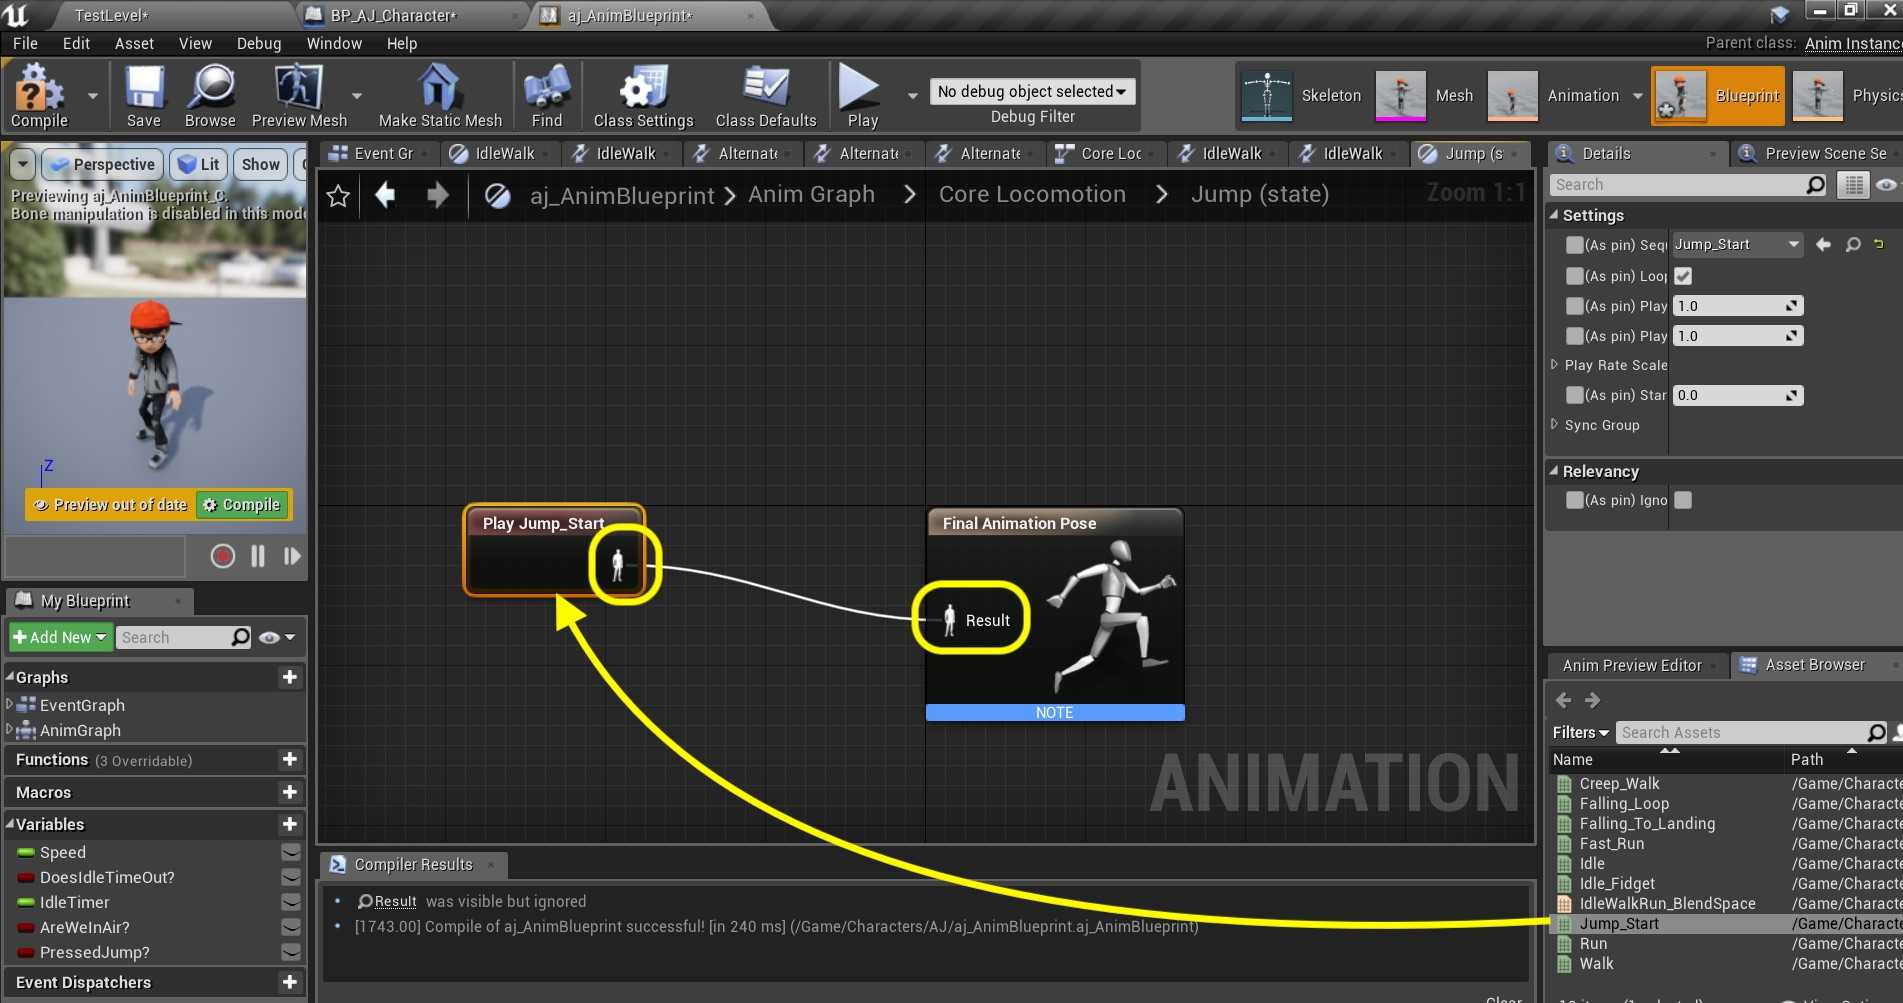 TestLevel*
BP_AJ_Character*
aj_AnimBlueprint*
File Edit Asset View Debug Window Help
Parent class: Anim Instance
Compile
Save
Browse
Preview Mesh
Make Static Mesh
Find
Class Settings
Class Defaults
Play
No debug object selected
Debug Filter
Skeleton
Mesh
Animation
Blueprint
Physics
Perspective
Lit
Show
Previewing aj_AnimBlueprint_C.
Bone manipulation is disabled in this mode
Z
Preview out of date
Compile
Event Gr
IdleWalk
IdleWalk
Alternate
Alternate
Alternate
Core Loc
IdleWalk
IdleWalk
Jump (s
aj_AnimBlueprint > Anim Graph > Core Locomotion > Jump (state)
Zoom 1:1
Play Jump_Start
Final Animation Pose
Result
NOTE
ANIMATION
My Blueprint
Add New
Search
Graphs
EventGraph
AnimGraph
Functions (3 Overridable)
Macros
Variables
Speed
DoesIdleTimeOut?
IdleTimer
AreWeInAir?
PressedJump?
Event Dispatchers
Compiler Results
Result was visible but ignored
[1743.00] Compile of aj_AnimBlueprint successful! [in 240 ms] (/Game/Characters/AJ/aj_AnimBlueprint.aj_AnimBlueprint)
Clear
Details
Preview Scene Se
Search
Settings
(As pin) Sequ Jump_Start
(As pin) Loop
(As pin) Play 1.0
(As pin) Play 1.0
Play Rate Scale
(As pin) Star 0.0
Sync Group
Relevancy
(As pin) Igno
Anim Preview Editor
Asset Browser
Filters
Search Assets
Name Path
Creep_Walk /Game/Characte
Falling_Loop /Game/Characte
Falling_To_Landing /Game/Characte
Fast_Run /Game/Characte
Idle /Game/Characte
Idle_Fidget /Game/Characte
IdleWalkRun_BlendSpace /Game/Characte
Jump_Start /Game/Characte
Run /Game/Characte
Walk /Game/Characte